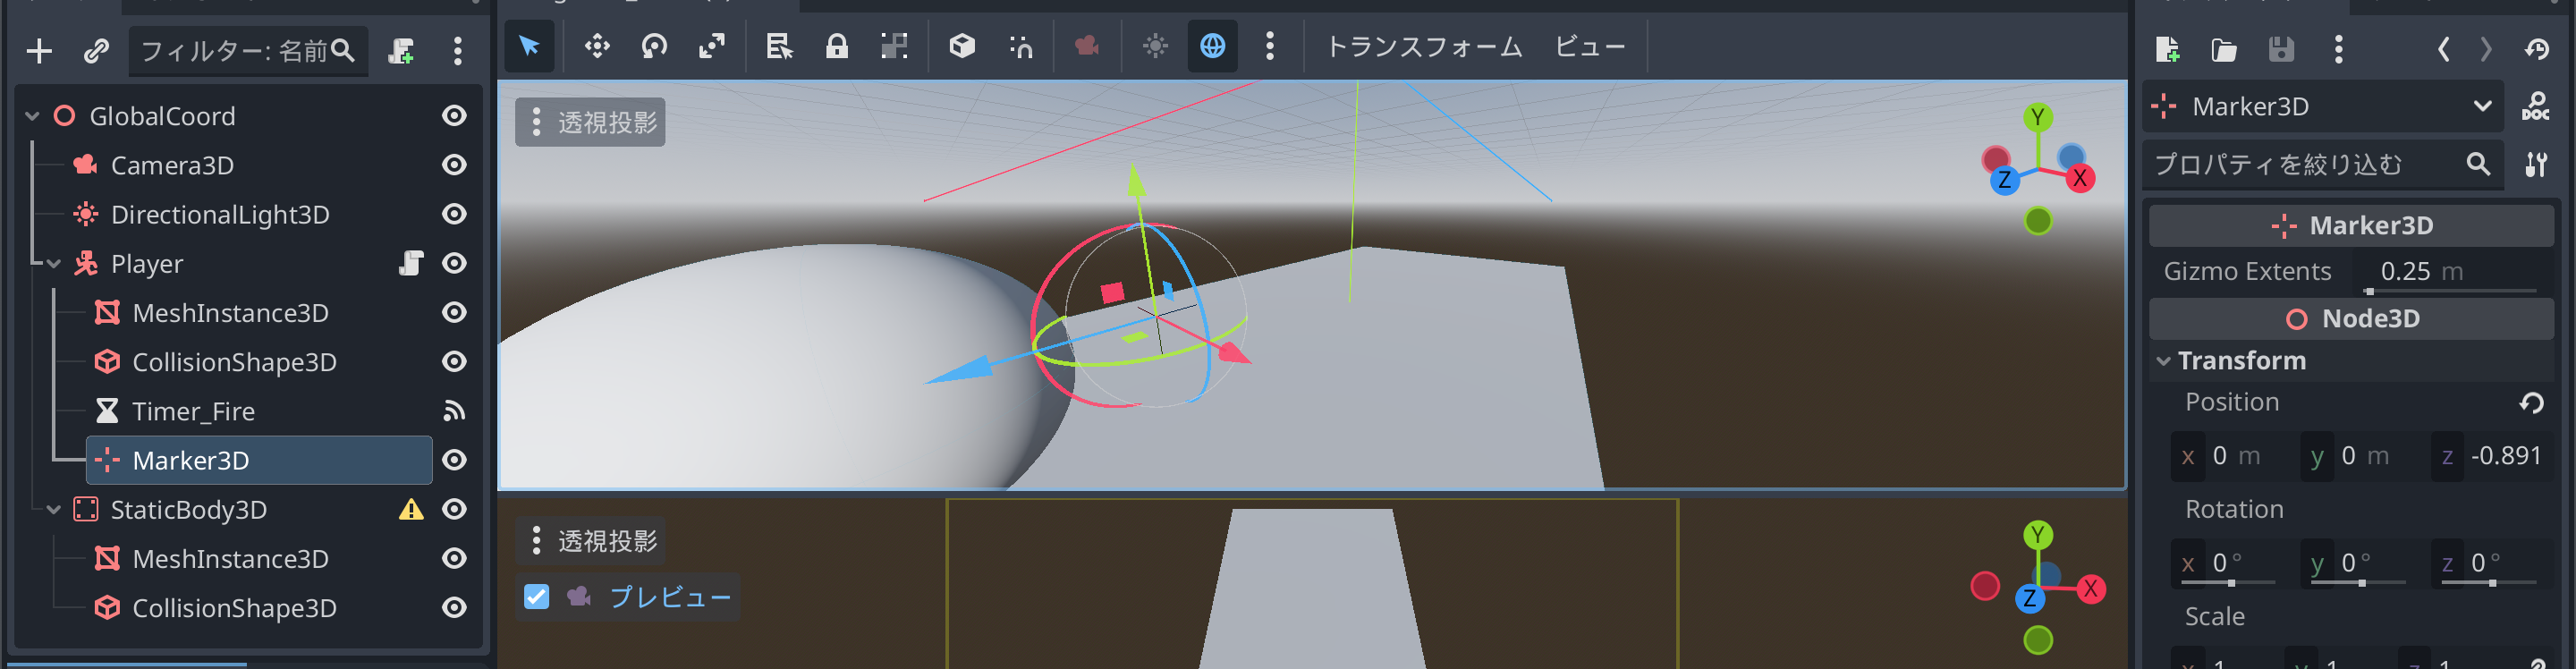 フィルター: 名前
GlobalCoord
Camera3D
DirectionalLight3D
Player
MeshInstance3D
CollisionShape3D
Timer_Fire
Marker3D
StaticBody3D
MeshInstance3D
CollisionShape3D
トランスフォーム ビュー
透視投影
Y
Z
X
透視投影
プレビュー
Y
Z
X
Marker3D
DOC
プロパティを絞り込む
Marker3D
Gizmo Extents 0.25 m
Node3D
Transform
Position
x 0 m y 0 m z -0.891
Rotation
x 0 ° y 0 ° z 0 °
Scale